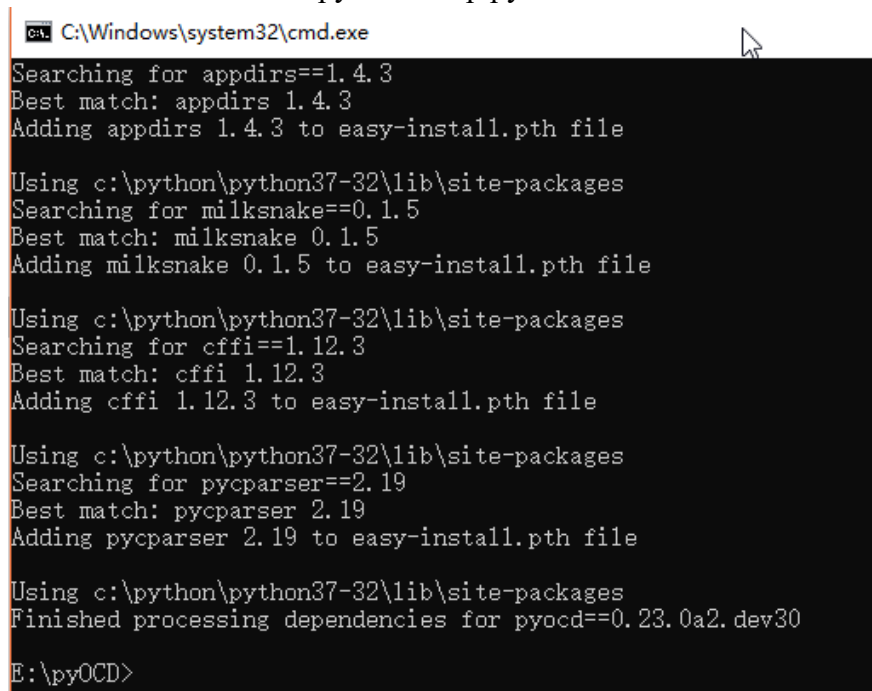 C:\Windows\system32\cmd.exe
Searching for appdirs==1.4.3
Best match: appdirs 1.4.3
Adding appdirs 1.4.3 to easy-install.pth file
Using c:\python\python37-32\lib\site-packages
Searching for milksnake==0.1.5
Best match: milksnake 0.1.5
Adding milksnake 0.1.5 to easy-install.pth file
Using c:\python\python37-32\lib\site-packages
Searching for cffi==1.12.3
Best match: cffi 1.12.3
Adding cffi 1.12.3 to easy-install.pth file
Using c:\python\python37-32\lib\site-packages
Searching for pycparser==2.19
Best match: pycparser 2.19
Adding pycparser 2.19 to easy-install.pth file
Using c:\python\python37-32\lib\site-packages
Finished processing dependencies for pyocd==0.23.0a2.dev30
E:\pyOCD>